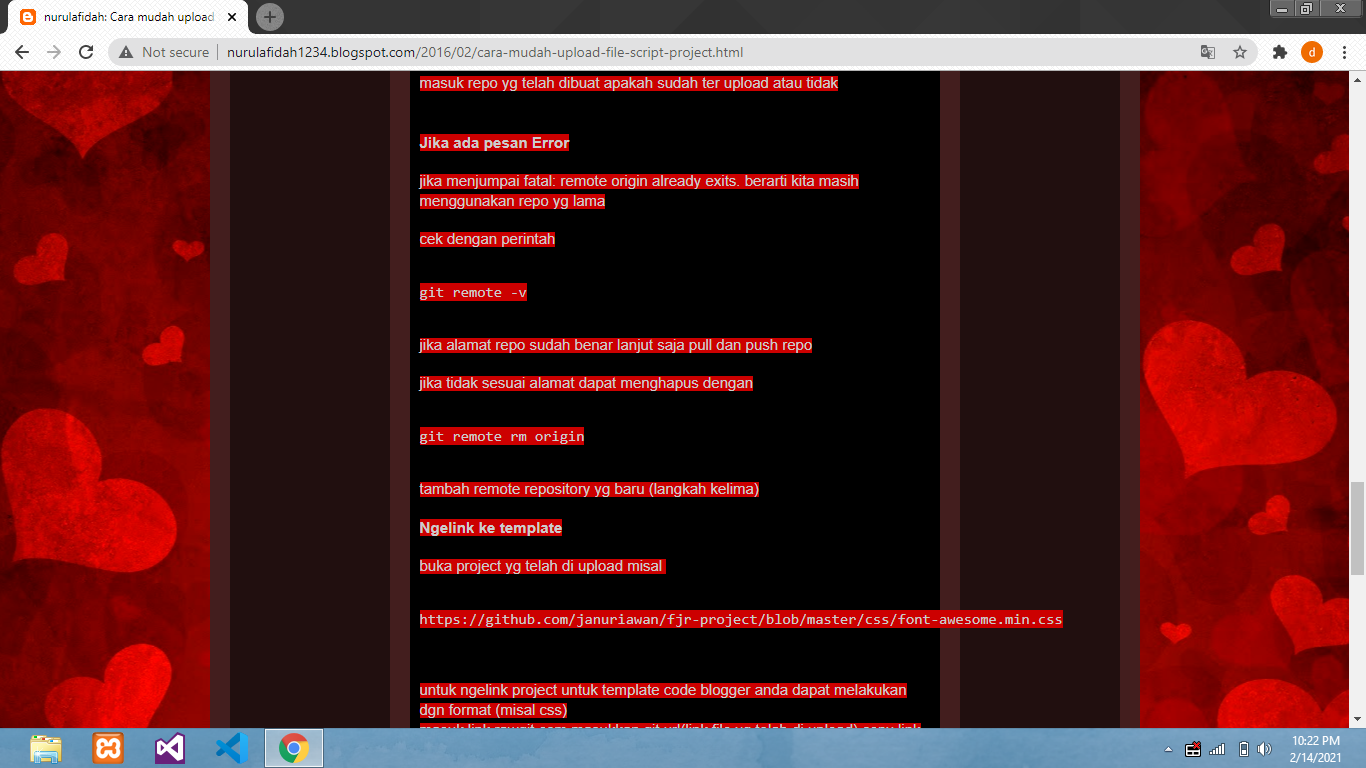 nurulafidah: Cara mudah upload
Not secure
nurulafidah1234.blogspot.com/2016/02/cara-mudah-upload-file-script-project.html
d
masuk repo yg telah dibuat apakah sudah ter upload atau tidak
Jika ada pesan Error
jika menjumpai fatal: remote origin already exits. berarti kita masih
menggunakan repo yg lama
cek dengan perintah
git remote -v
jika alamat repo sudah benar lanjut saja pull dan push repo
jika tidak sesuai alamat dapat menghapus dengan
git remote rm origin
tambah remote repository yg baru (langkah kelima)
Ngelink ke template
buka project yg telah di upload misal
https://github.com/januriawan/fjr-project/blob/master/css/font-awesome.min.css
untuk ngelink project untuk template code blogger anda dapat melakukan
dgn format (misal css)
10:22 PM
2/14/2021